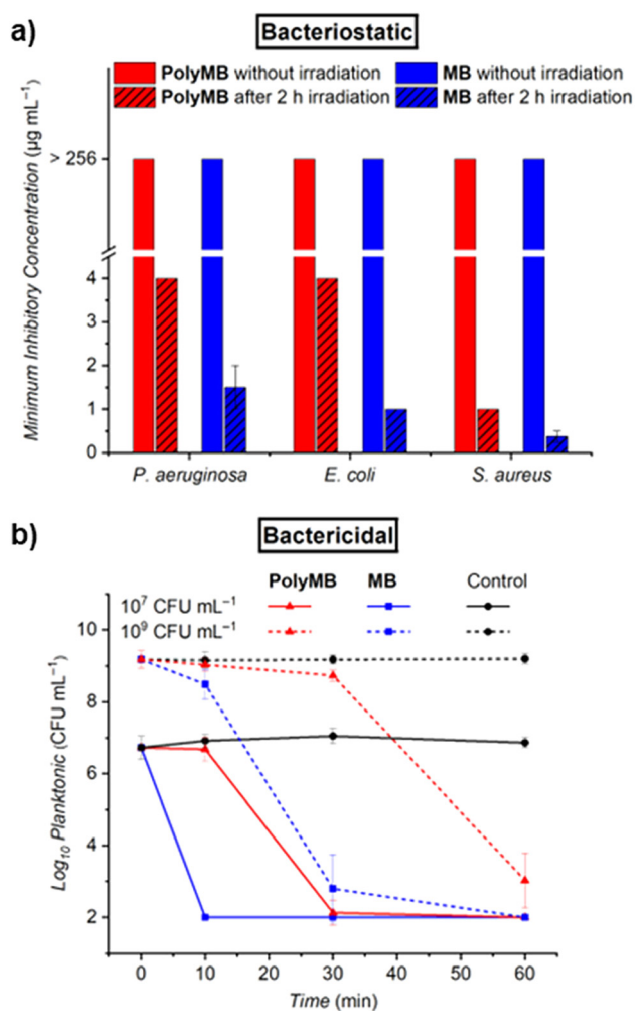 a)
Bacteriostatic
PolyMB without irradiation MB without irradiation
PolyMB after 2 h irradiation MB after 2 h irradiation
Minimum Inhibitory Concentration (µg mL⁻¹)
> 256
4
3
2
1
0
P. aeruginosa E. coli S. aureus
b)
Bactericidal
PolyMB MB Control
10⁷ CFU mL⁻¹
10⁹ CFU mL⁻¹
Log₁₀ Planktonic (CFU mL⁻¹)
10
8
6
4
2
0 10 20 30 40 50 60
Time (min)